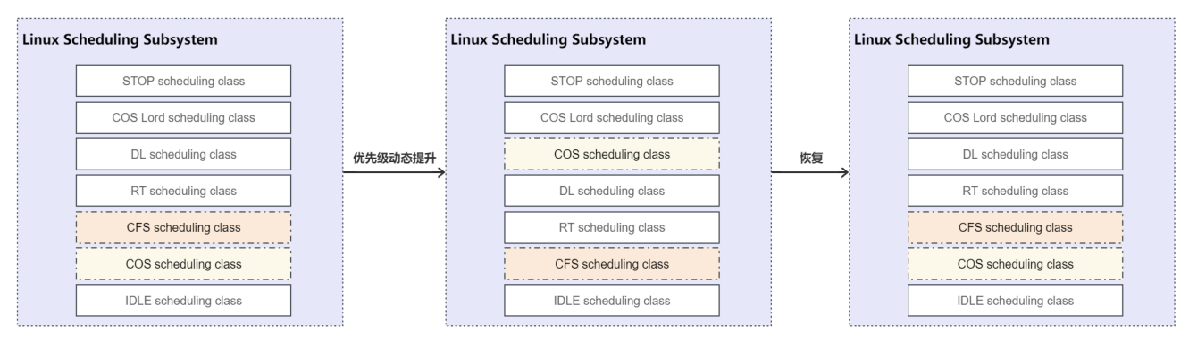 Linux Scheduling Subsystem
STOP scheduling class
COS Lord scheduling class
DL scheduling class
RT scheduling class
CFS scheduling class
COS scheduling class
IDLE scheduling class
优先级动态提升
Linux Scheduling Subsystem
STOP scheduling class
COS Lord scheduling class
COS scheduling class
DL scheduling class
RT scheduling class
CFS scheduling class
IDLE scheduling class
恢复
Linux Scheduling Subsystem
STOP scheduling class
COS Lord scheduling class
DL scheduling class
RT scheduling class
CFS scheduling class
COS scheduling class
IDLE scheduling class